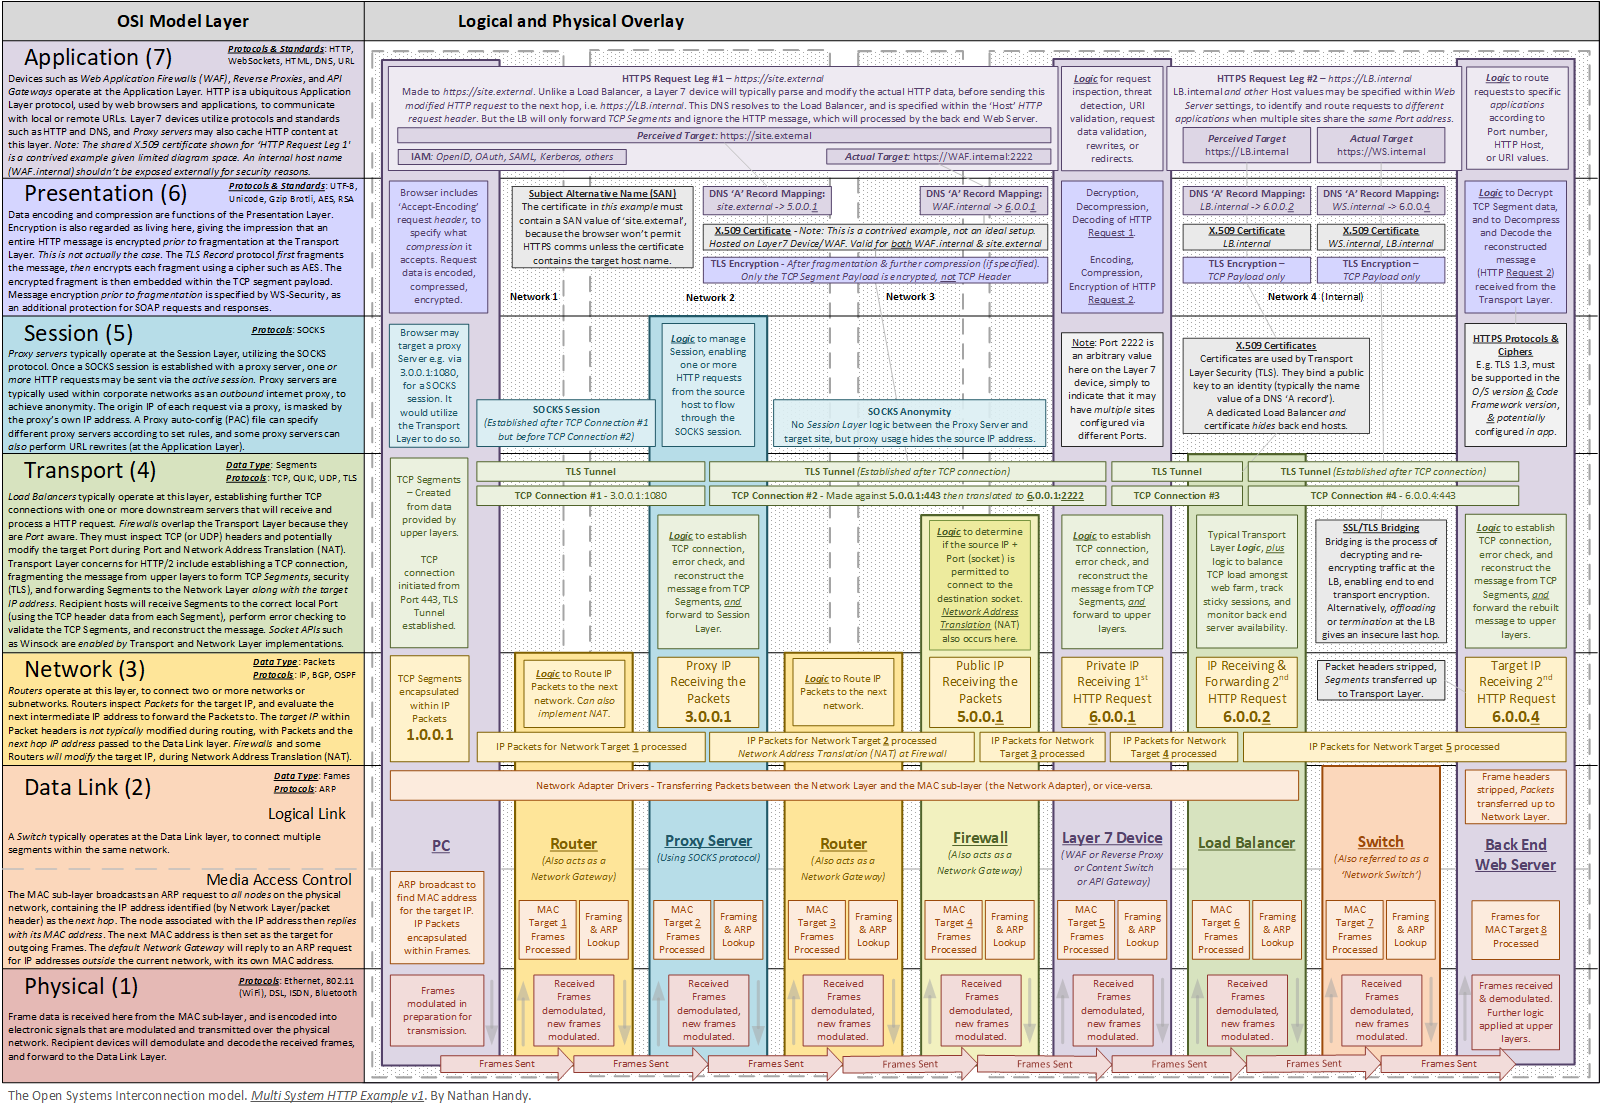 OSI Model Layer
Logical and Physical Overlay
Application (7)
Protocols & Standards: HTTP,
WebSockets, HTML, DNS, URL
Devices such as Web Application Firewalls (WAF), Reverse Proxies, and API
Gateways operate at the Application Layer. HTTP is a ubiquitous Application
Layer protocol, used by web browsers and applications, to communicate
with local or remote URLs. Layer 7 devices utilize protocols and standards
such as HTTP and DNS, and Proxy servers may also cache HTTP content at
this layer. Note: The shared X.509 certificate shown for ‘HTTP Request Leg 1’
is a contrived example given limited diagram space. An internal host name
(WAF.internal) shouldn’t be exposed externally for security reasons.
HTTPS Request Leg #1 – https://site.external
Made to https://site.external. Unlike a Load Balancer, a Layer 7 device will typically parse and modify the actual HTTP data, before sending this
modified HTTP request to the next hop, i.e. https://LB.internal. This DNS resolves to the Load Balancer, and is specified within the ‘Host’ HTTP
request header. But the LB will only forward TCP Segments and ignore the HTTP message, which will processed by the back end Web Server.
Perceived Target: https://site.external
IAM: OpenID, OAuth, SAML, Kerberos, others
Actual Target: https://WAF.internal:2222
Logic for request
inspection, threat
detection, URI
validation, request
data validation,
rewrites, or
redirects.
HTTPS Request Leg #2 – https://LB.internal
LB.internal and other Host values may be specified within Web
Server settings, to identify and route requests to different
applications when multiple sites share the same Port address.
Perceived Target
https://LB.internal
Actual Target
https://WS.internal
Logic to route
requests to specific
applications
according to
Port number,
HTTP Host,
or URI values.
Presentation (6)
Protocols & Standards: UTF-8,
Unicode, Gzip Brotli, AES, RSA
Data encoding and compression are functions of the Presentation Layer.
Encryption is also regarded as living here, giving the impression that an
entire HTTP message is encrypted prior to fragmentation at the Transport
Layer. This is not actually the case. The TLS Record protocol first fragments
the message, then encrypts each fragment using a cipher such as AES. The
encrypted fragment is then embedded within the TCP segment payload.
Message encryption prior to fragmentation is specified by WS-Security, as
an additional protection for SOAP requests and responses.
Browser includes
‘Accept-Encoding’
request header, to
specify what
compression it
accepts. Request
data is encoded,
compressed,
encrypted.
Subject Alternative Name (SAN)
The certificate in this example must
contain a SAN value of ‘site.external’,
because the browser won’t permit
HTTPS comms unless the certificate
contains the target host name.
DNS ‘A’ Record Mapping:
site.external -> 5.0.0.1
DNS ‘A’ Record Mapping:
WAF.internal -> 6.0.0.1
X.509 Certificate - Note: This is a contrived example, not an ideal setup.
Hosted on Layer7 Device/WAF. Valid for both WAF.internal & site.external
TLS Encryption - After fragmentation & further compression (if specified).
Only the TCP Segment Payload is encrypted, not TCP Header
Network 1
Network 2
Network 3
Decryption,
Decompression,
Decoding of HTTP
Request 1.
Encoding,
Compression,
Encryption of HTTP
Request 2.
DNS ‘A’ Record Mapping:
LB.internal -> 6.0.0.2
DNS ‘A’ Record Mapping:
WS.internal -> 6.0.0.4
X.509 Certificate
LB.internal
X.509 Certificate
WS.internal, LB.internal
TLS Encryption –
TCP Payload only
TLS Encryption –
TCP Payload only
Network 4 (Internal)
Logic to Decrypt
TCP Segment data,
and to Decompress
and Decode the
reconstructed
message
(HTTP Request 2)
received from the
Transport Layer.
Session (5)
Protocols: SOCKS
Proxy servers typically operate at the Session Layer, utilizing the SOCKS
protocol. Once a SOCKS session is established with a proxy server, one or
more HTTP requests may be sent via the active session. Proxy servers are
typically used within corporate networks as an outbound internet proxy, to
achieve anonymity. The origin IP of each request via a proxy, is masked by
the proxy’s own IP address. A Proxy auto-config (PAC) file can specify
different proxy servers according to set rules, and some proxy servers can
also perform URL rewrites (at the Application Layer).
Browser may
target a proxy
Server e.g. via
3.0.0.1:1080,
for a SOCKS
session. It
would utilize
the Transport
Layer to do so.
SOCKS Session
(Established after TCP Connection #1
but before TCP Connection #2)
Logic to manage
Session, enabling
one or more
HTTP requests
from the source
host to flow
through the
SOCKS session.
SOCKS Anonymity
No Session Layer logic between the Proxy Server and
target site, but proxy usage hides the source IP address.
Note: Port 2222 is
an arbitrary value
here on the Layer 7
device, simply to
indicate that it may
have multiple sites
configured via
different Ports.
X.509 Certificates
Certificates are used by Transport
Layer Security (TLS). They bind a public
key to an identity (typically the name
value of a DNS ‘A record’).
A dedicated Load Balancer and
certificate hides back end hosts.
HTTPS Protocols &
Ciphers
E.g. TLS 1.3, must
be supported in the
O/S version & Code
Framework version,
& potentially
configured in app.
Transport (4)
Data Type: Segments
Protocols: TCP, QUIC, UDP, TLS
Load Balancers typically operate at this layer, establishing further TCP
connections with one or more downstream servers that will receive and
process a HTTP request. Firewalls overlap the Transport Layer because they
are Port aware. They must inspect TCP (or UDP) headers and potentially
modify the target Port during Port and Network Address Translation (NAT).
Transport Layer concerns for HTTP/2 include establishing a TCP connection,
fragmenting the message from upper layers to form TCP Segments, security
(TLS), and forwarding Segments to the Network Layer along with the target
IP address. Recipient hosts will receive Segments to the correct local Port
(using the TCP header data from each Segment), perform error checking to
validate the TCP Segments, and reconstruct the message. Socket APIs such
as Winsock are enabled by Transport and Network Layer implementations.
TCP Segments
– Created
from data
provided by
upper layers.
TCP
connection
initiated from
Port 443, TLS
Tunnel
established.
TLS Tunnel
TLS Tunnel (Established after TCP connection)
TLS Tunnel
TLS Tunnel (Established after TCP connection)
TCP Connection #1 - 3.0.0.1:1080
TCP Connection #2 - Made against 5.0.0.1:443 then translated to 6.0.0.1:2222
TCP Connection #3
TCP Connection #4 - 6.0.0.4:443
Logic to establish
TCP connection,
error check, and
reconstruct the
message from TCP
Segments, and
forward to Session
Layer.
Logic to determine
if the source IP +
Port (socket) is
permitted to
connect to the
destination socket.
Network Address
Translation (NAT)
also occurs here.
Logic to establish
TCP connection,
error check, and
reconstruct the
message from TCP
Segments, and
forward to upper
layers.
Typical Transport
Layer Logic, plus
logic to balance
TCP load amongst
web farm, track
sticky sessions, and
monitor back end
server availability.
SSL/TLS Bridging
Bridging is the process of
decrypting and re-
encrypting traffic at the
LB, enabling end to end
transport encryption.
Alternatively, offloading
or termination at the LB
gives an insecure last hop.
Logic to establish
TCP connection,
error check, and
reconstruct the
message from TCP
Segments, and
forward the rebuilt
message to upper
layers.
Network (3)
Data Type: Packets
Protocols: IP, BGP, OSPF
Routers operate at this layer, to connect two or more networks or
subnetworks. Routers inspect Packets for the target IP, and evaluate the
next intermediate IP address to forward the Packets to. The target IP within
Packet headers is not typically modified during routing, with Packets and the
next hop IP address passed to the Data Link layer. Firewalls and some
Routers will modify the target IP, during Network Address Translation (NAT).
TCP Segments
encapsulated
within IP
Packets
1.0.0.1
Logic to Route IP
Packets to the next
network. Can also
implement NAT.
Proxy IP
Receiving the
Packets
3.0.0.1
Logic to Route IP
Packets to the next
network.
Public IP
Receiving the
Packets
5.0.0.1
Private IP
Receiving 1st
HTTP Request
6.0.0.1
IP Receiving &
Forwarding 2nd
HTTP Request
6.0.0.2
Packet headers stripped,
Segments transferred up
to Transport Layer.
Target IP
Receiving 2nd
HTTP Request
6.0.0.4
IP Packets for Network Target 1 processed
IP Packets for Network Target 2 processed
Network Address Translation (NAT) at Firewall
IP Packets for Network
Target 3 processed
IP Packets for Network
Target 4 processed
IP Packets for Network Target 5 processed
Data Link (2)
Data Type: Fames
Protocols: ARP
Logical Link
A Switch typically operates at the Data Link layer, to connect multiple
segments within the same network.
Media Access Control
The MAC sub-layer broadcasts an ARP request to all nodes on the physical
network, containing the IP address identified (by Network Layer/packet
header) as the next hop. The node associated with the IP address then replies
with its MAC address. The next MAC address is then set as the target for
outgoing Frames. The default Network Gateway will reply to an ARP request
for IP addresses outside the current network, with its own MAC address.
Network Adapter Drivers - Transferring Packets between the Network Layer and the MAC sub-layer (the Network Adapter), or vice-versa.
Frame headers
stripped, Packets
transferred up to
Network Layer.
PC
Router
(Also acts as a
Network Gateway)
Proxy Server
(Using SOCKS protocol)
Router
(Also acts as a
Network Gateway)
Firewall
(Also acts as a
Network Gateway)
Layer 7 Device
(WAF or Reverse Proxy
or Content Switch
or API Gateway)
Load Balancer
Switch
(Also referred to as a
‘Network Switch’)
Back End
Web Server
ARP broadcast to
find MAC address
for the target IP.
IP Packets
encapsulated
within Frames.
MAC
Target 1
Frames
Processed
Framing
& ARP
Lookup
MAC
Target 2
Frames
Processed
Framing
& ARP
Lookup
MAC
Target 3
Frames
Processed
Framing
& ARP
Lookup
MAC
Target 4
Frames
Processed
Framing
& ARP
Lookup
MAC
Target 5
Frames
Processed
Framing
& ARP
Lookup
MAC
Target 6
Frames
Processed
Framing
& ARP
Lookup
MAC
Target 7
Frames
Processed
Framing
& ARP
Lookup
Frames for
MAC Target 8
Processed
Physical (1)
Protocols: Ethernet, 802.11
(WiFi), DSL, ISDN, Bluetooth
Frame data is received here from the MAC sub-layer, and is encoded into
electronic signals that are modulated and transmitted over the physical
network. Recipient devices will demodulate and decode the received frames,
and forward to the Data Link Layer.
Frames
modulated in
preparation for
transmission.
Received
Frames
demodulated,
new frames
modulated.
Received
Frames
demodulated,
new frames
modulated.
Received
Frames
demodulated,
new frames
modulated.
Received
Frames
demodulated,
new frames
modulated.
Received
Frames
demodulated,
new frames
modulated.
Received
Frames
demodulated,
new frames
modulated.
Received
Frames
demodulated,
new frames
modulated.
Frames received
& demodulated.
Further logic
applied at upper
layers.
Frames Sent
Frames Sent
Frames Sent
Frames Sent
Frames Sent
Frames Sent
Frames Sent
Frames Sent
The Open Systems Interconnection model. Multi System HTTP Example v1. By Nathan Handy.